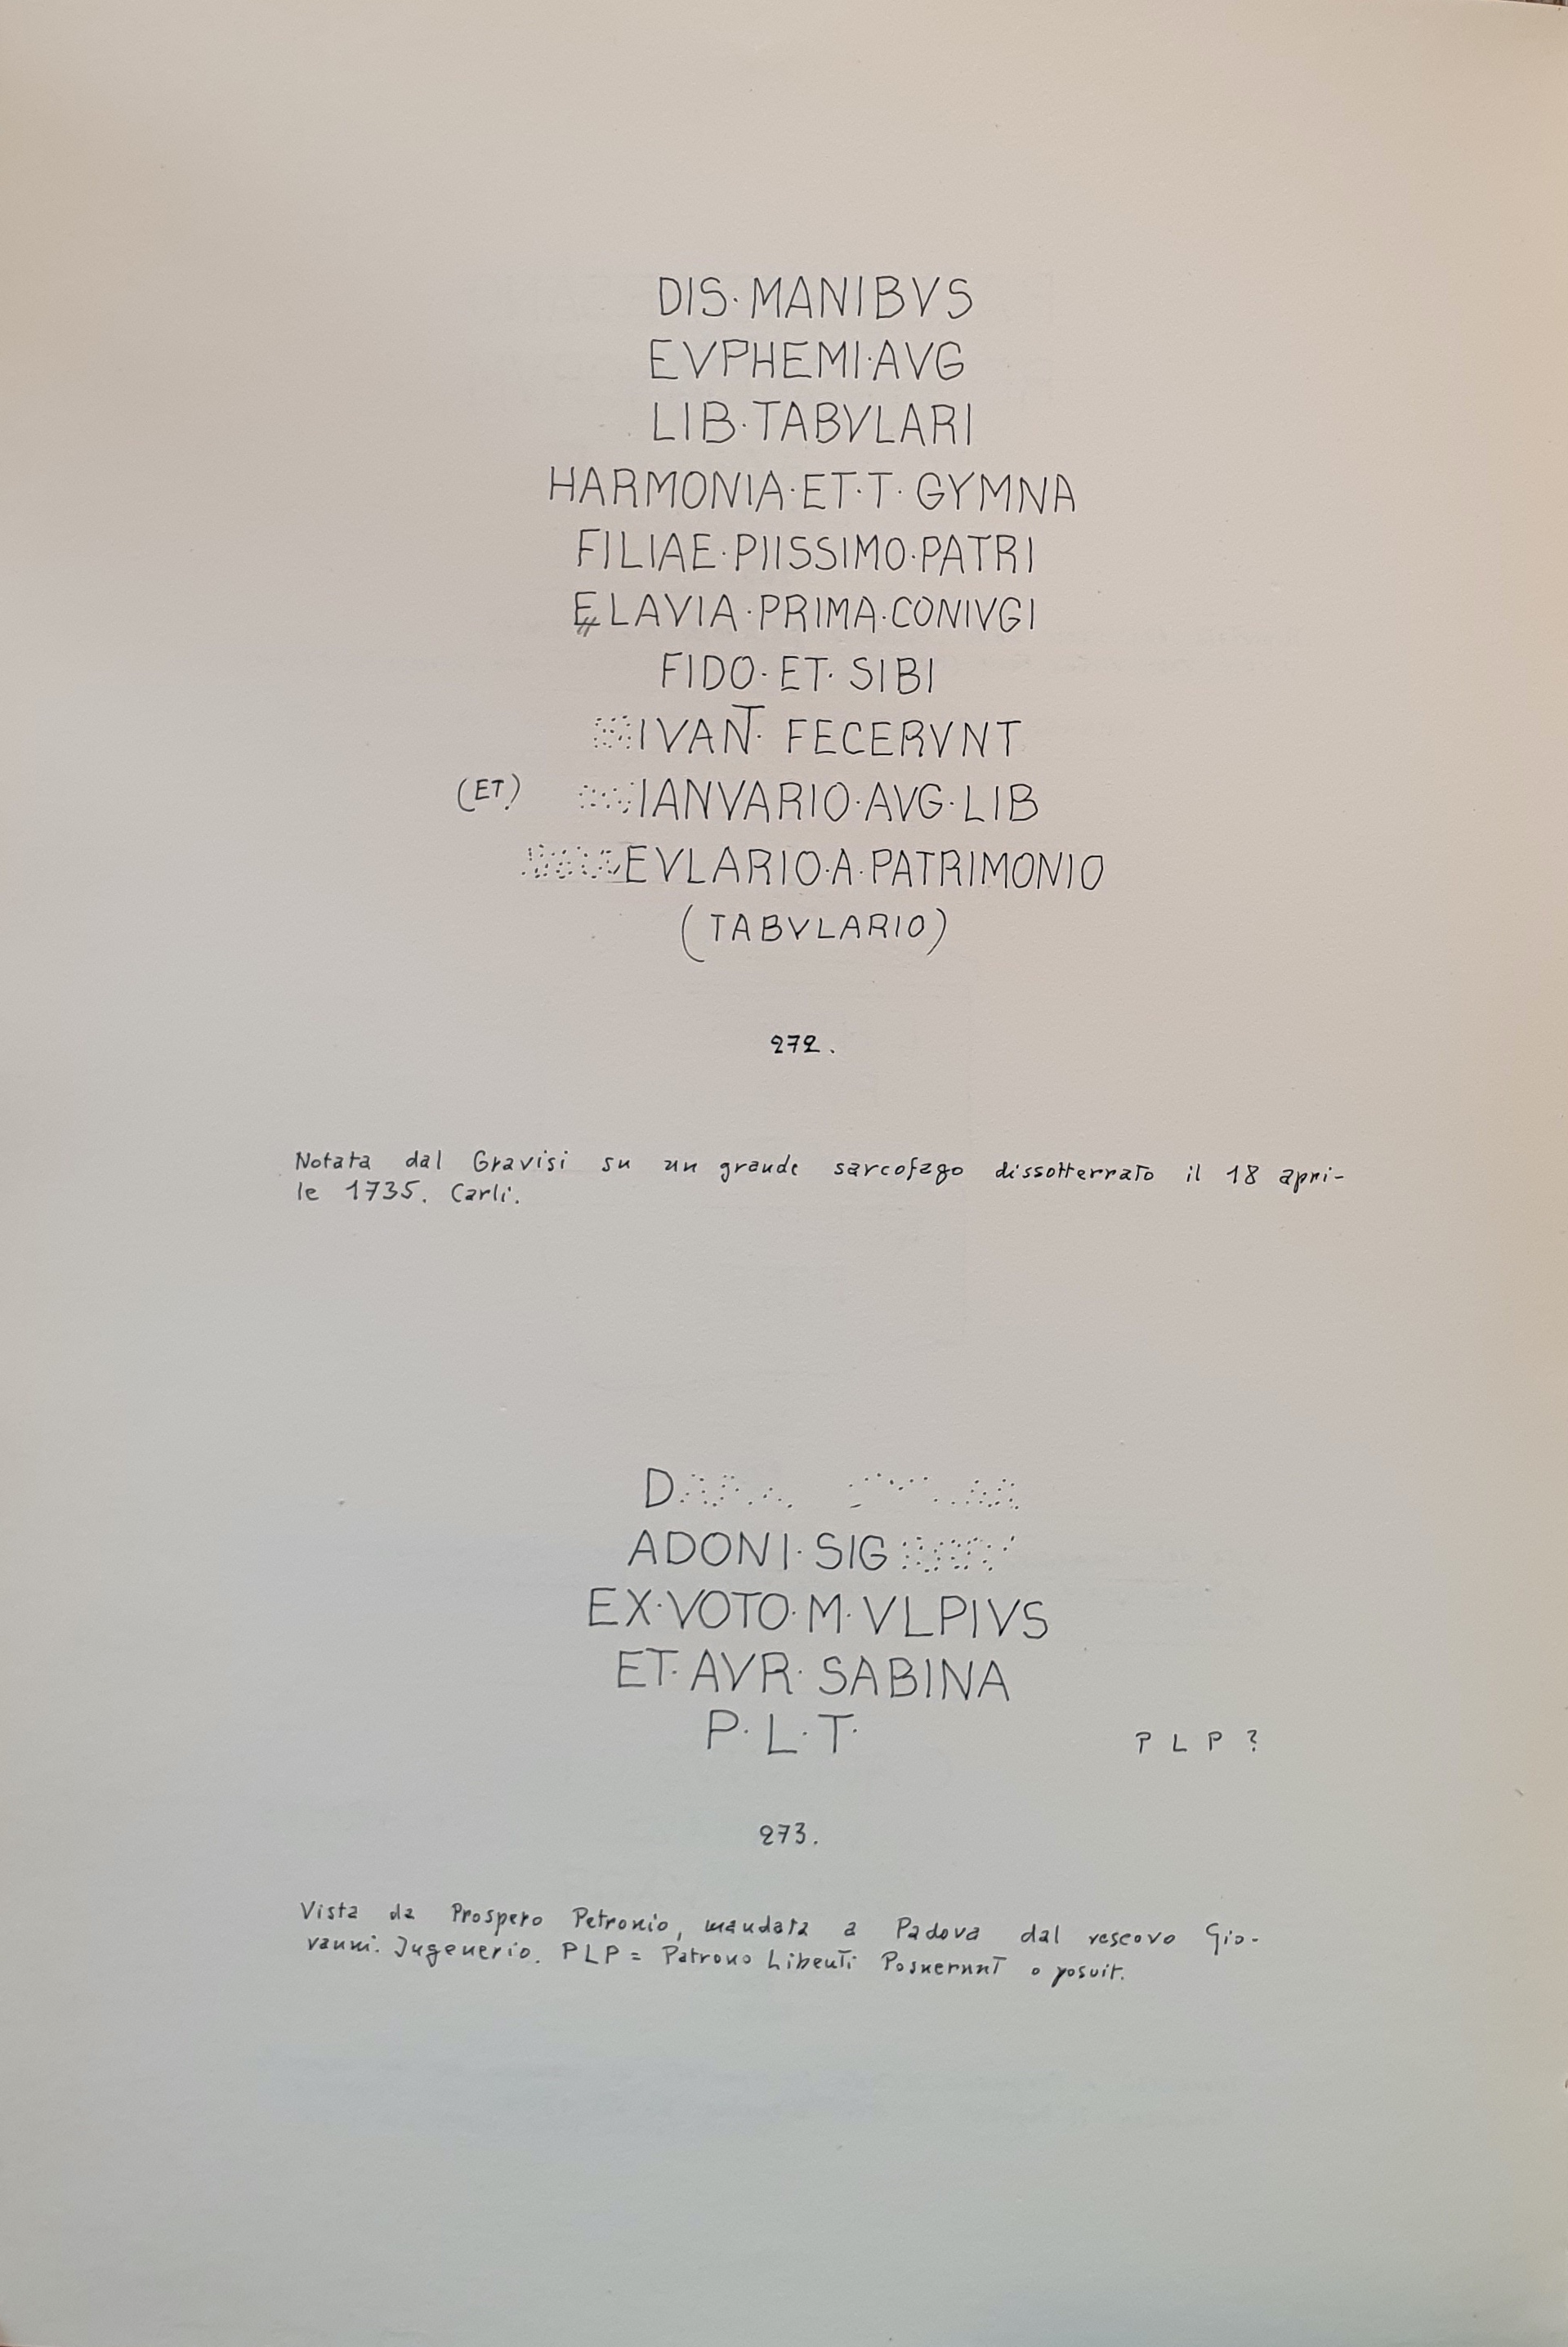 DIS· MANIBVS
EVPHEMI·AVG
LIB·TABVLARI
HARMONIA·ET·T· GYMNA
FILIAE·PIISSIMO·PATRI
ELAVIA·PRIMA·CONIVGI
FIDO· ET· SIBI
IVANT· FECERVNT
(ET) IANVARIO·AVG·LIB
EVLARIO·A·PATRIMONIO
(TABVLARIO)
272.
Notata dal Gravisi su un grande sarcofago dissotterrato il 18 apri-
le 1735. Carli.
D
ADONI·SIG
EX·VOTO·M·VLPIVS
ET·AVR·SABINA
P·L·T· P L P ?
273.
Vista da Prospero Petronio, mandata a Padova dal vescovo Gio-
vanni. Ingenerio. PLP = Patrono Libenti Posuerunt o posuit.